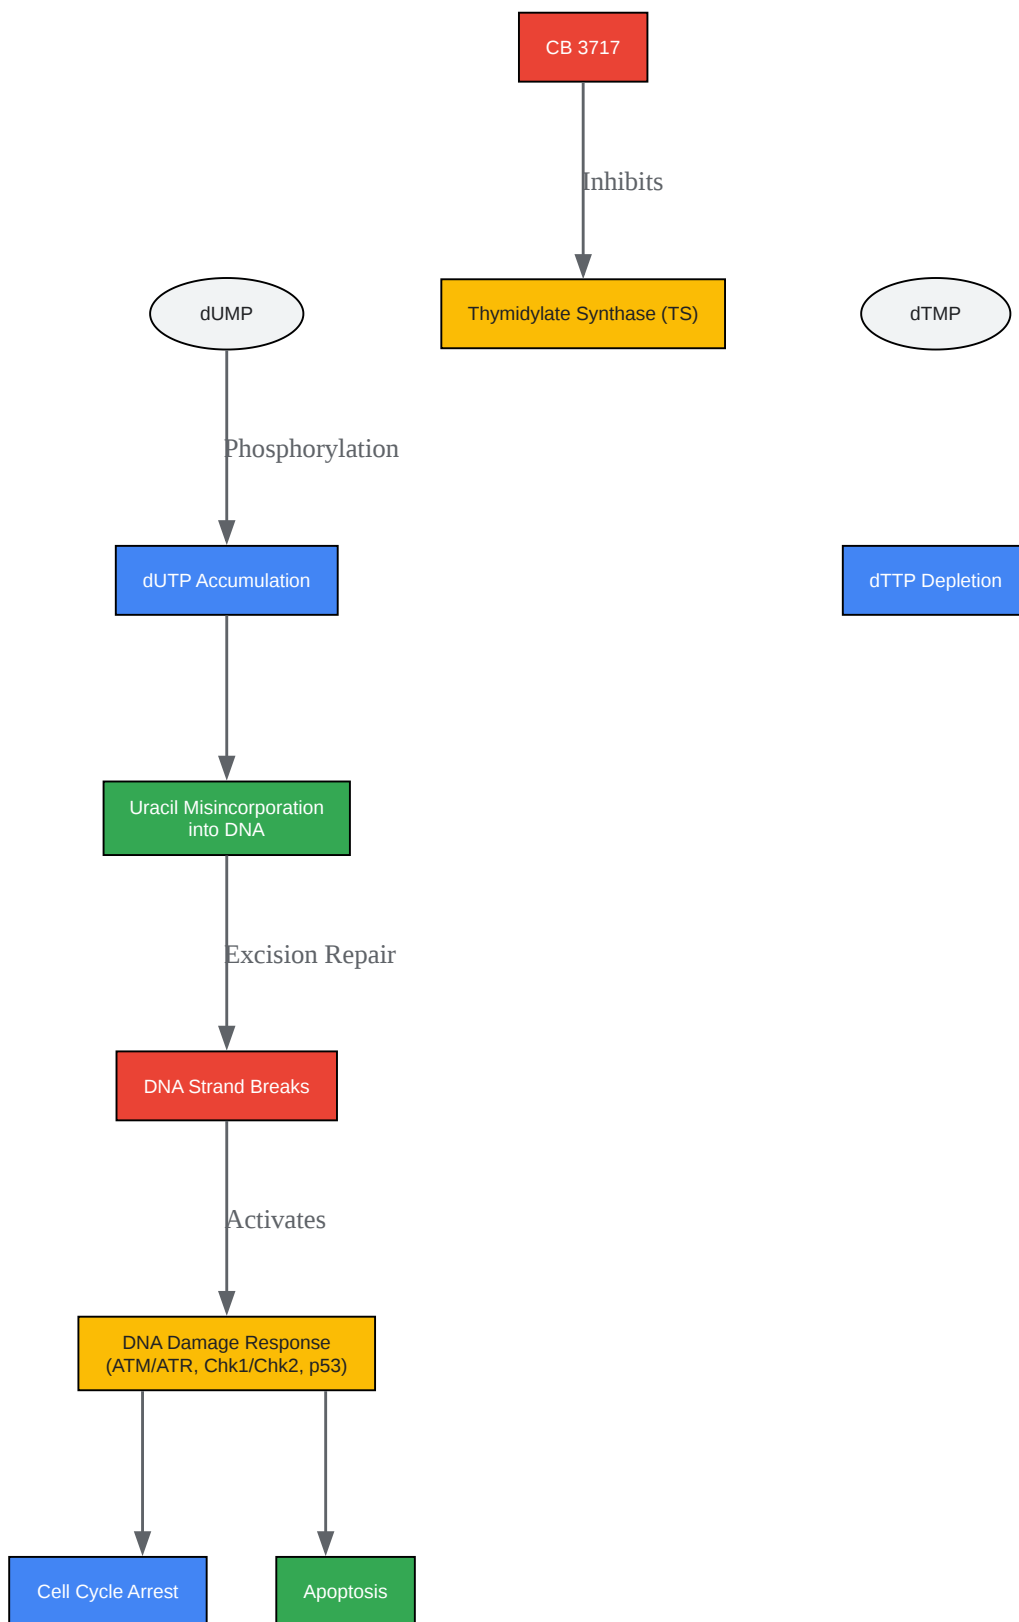 CB 3717
Inhibits
dUMP
Thymidylate Synthase (TS)
dTMP
Phosphorylation
dUTP Accumulation
dTTP Depletion
Uracil Misincorporation
into DNA
Excision Repair
DNA Strand Breaks
Activates
DNA Damage Response
(ATM/ATR, Chk1/Chk2, p53)
Cell Cycle Arrest
Apoptosis